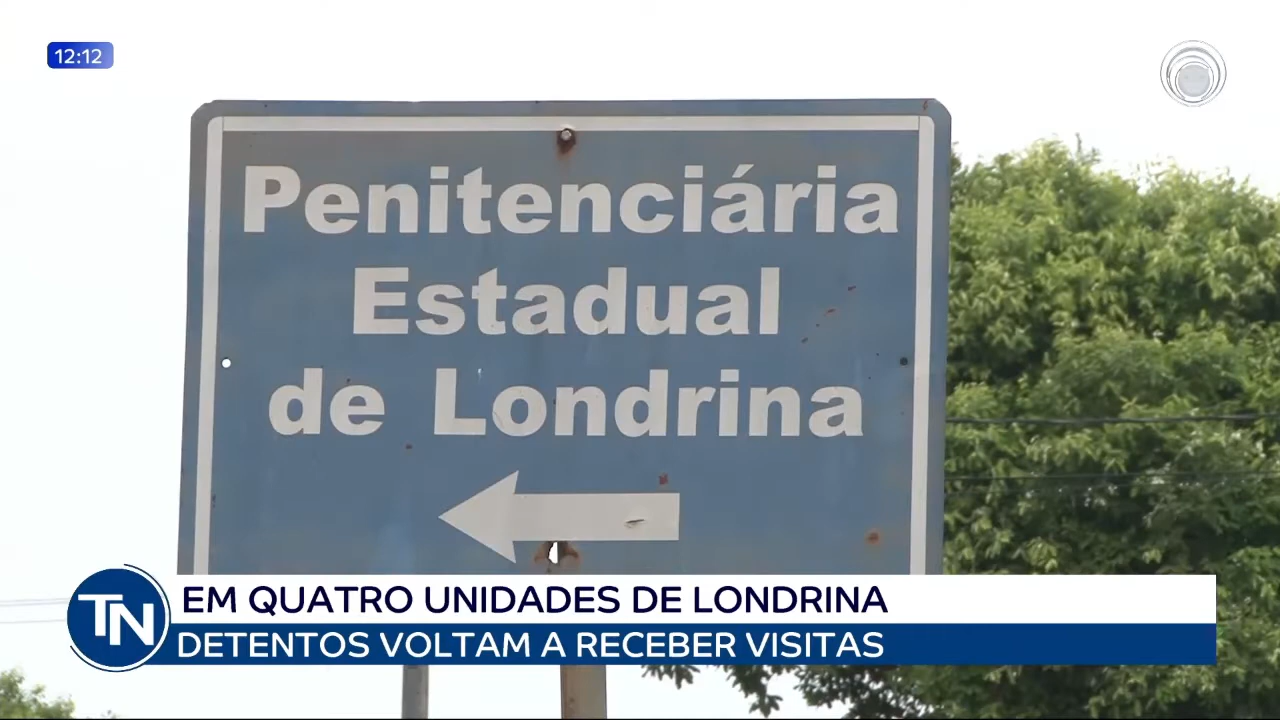 12:12
Penitenciária
Estadual
de Londrina
TN
EM QUATRO UNIDADES DE LONDRINA
DETENTOS VOLTAM A RECEBER VISITAS